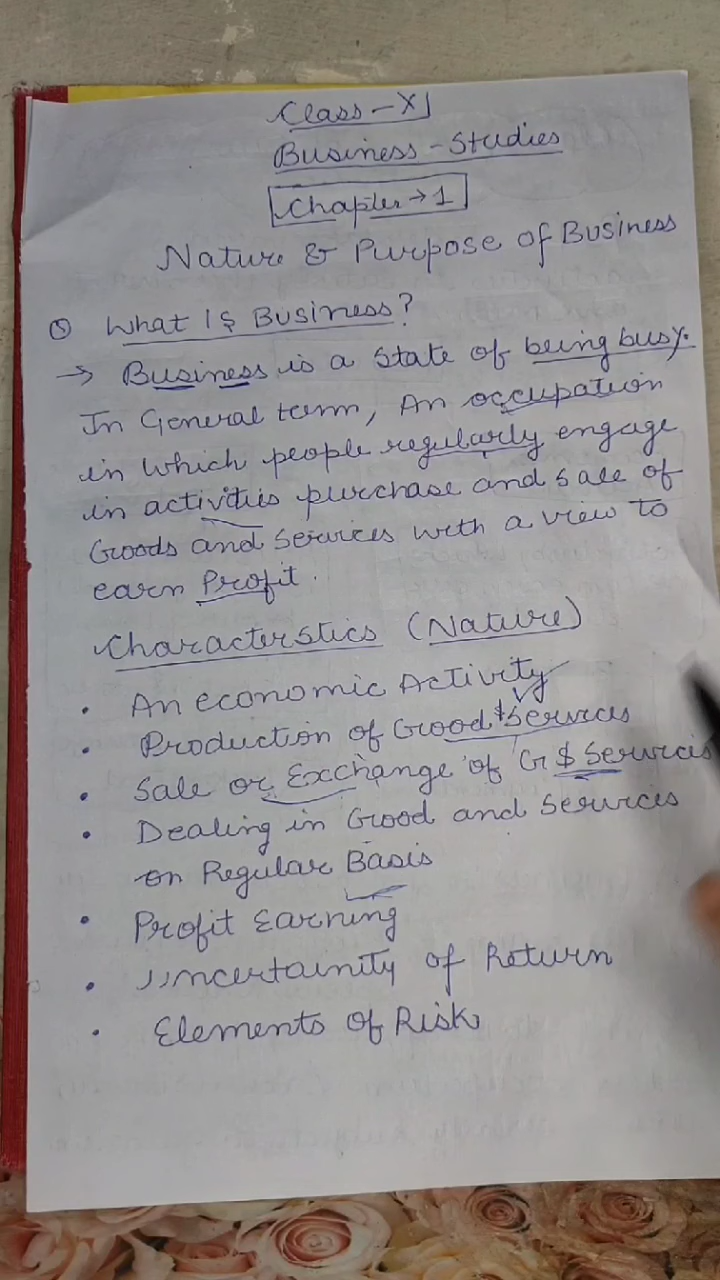 Class - XI
Business - Studies
Chapter → 1
Nature & Purpose of Business
What Is Business?
→ Business is a state of being busy.
In General term, An occupation
in which people regularly engage
in activities purchase and sale of
Goods and Services with a view to
earn Profit.
Characterstics (Nature)
• An economic Activity
• Production of Good & Services
• Sale or Exchange of G & Services
• Dealing in Good and Services
on Regular Basis
• Profit Earning
• Uncertainity of Return
• Elements of Risk